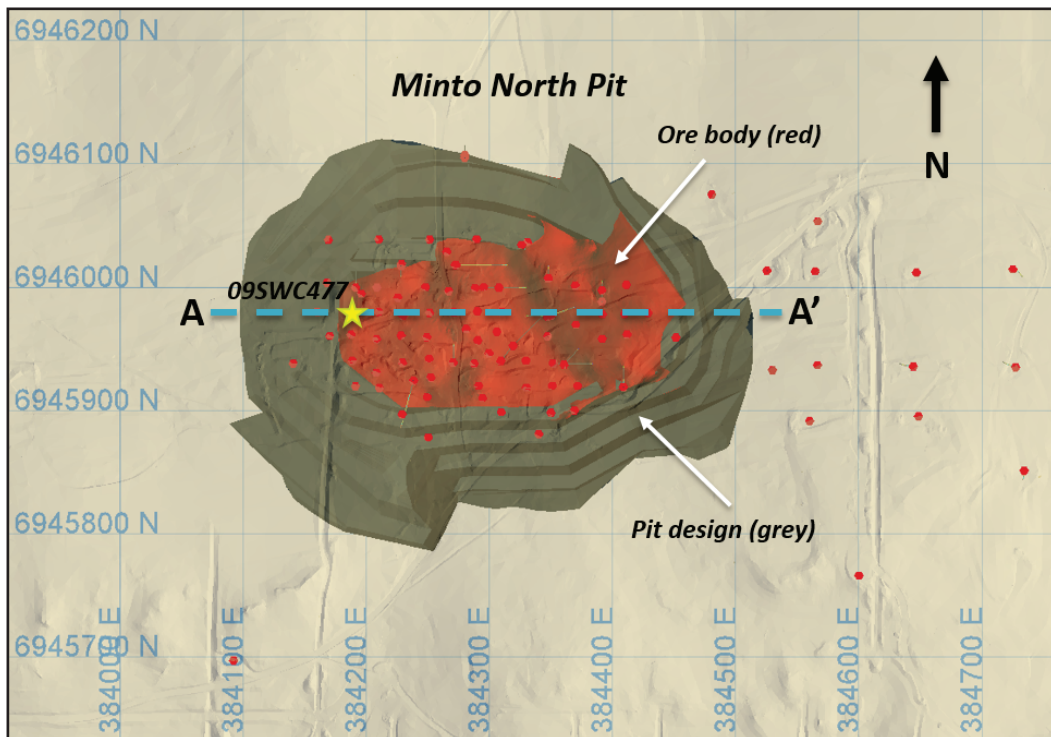 6946200 N
Minto North Pit
Ore body (red)
N
6946100 N
6946000 N
09SWC477
A
A'
6945900 N
Pit design (grey)
6945800 N
6945700 N
384000 E
384100 E
384200 E
384300 E
384400 E
384500 E
384600 E
384700 E